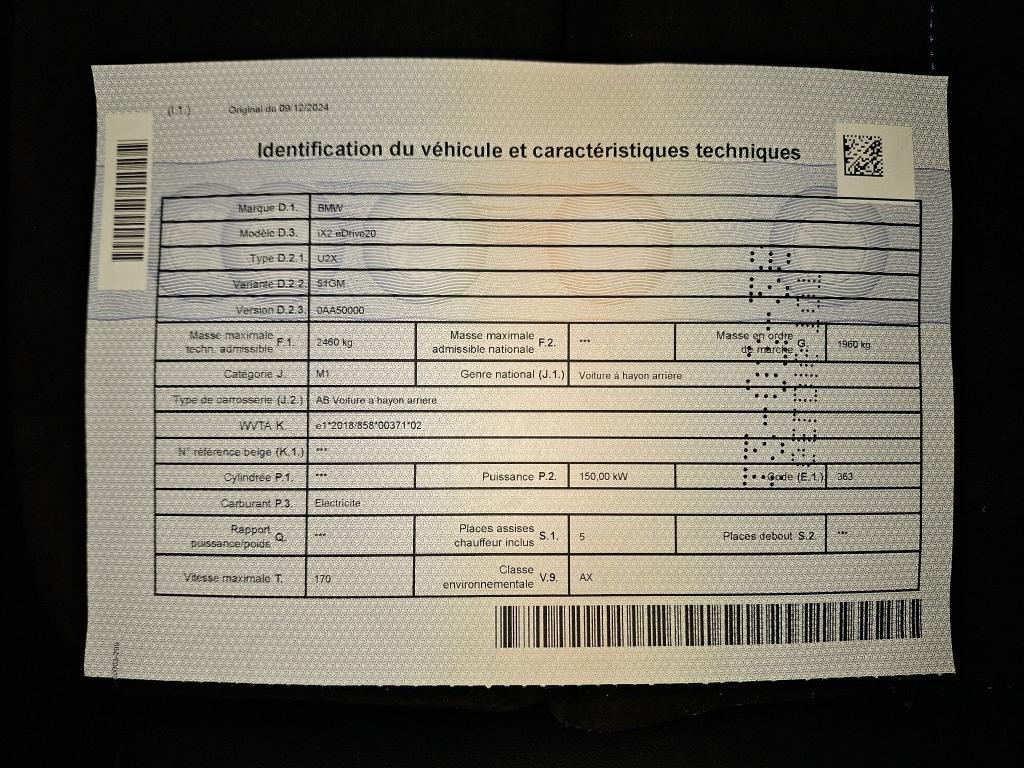 (I.1.) Original du 09/12/2024
Identification du véhicule et caractéristiques techniques
Marque D.1. BMW
Modèle D.3. iX2 eDrive20
Type D.2.1. U2X
Variante D.2.2. 51GM
Version D.2.3. 0AA50000
Masse maximale techn. admissible F.1. 2460 kg Masse maximale admissible nationale F.2. *** Masse en ordre de marche G. 1960 kg
Catégorie J. M1 Genre national (J.1.) Voiture à hayon arrière
Type de carrosserie (J.2.) AB Voiture à hayon arrière
WVTA K. e1*2018/858*00371*02
N° référence belge (K.1.) ***
Cylindrée P.1. *** Puissance P.2. 150,00 kW Code (E.1.) 363
Carburant P.3. Electricite
Rapport puissance/poids Q. *** Places assises chauffeur inclus S.1. 5 Places debout S.2. ***
Vitesse maximale T. 170 Classe environnementale V.9. AX